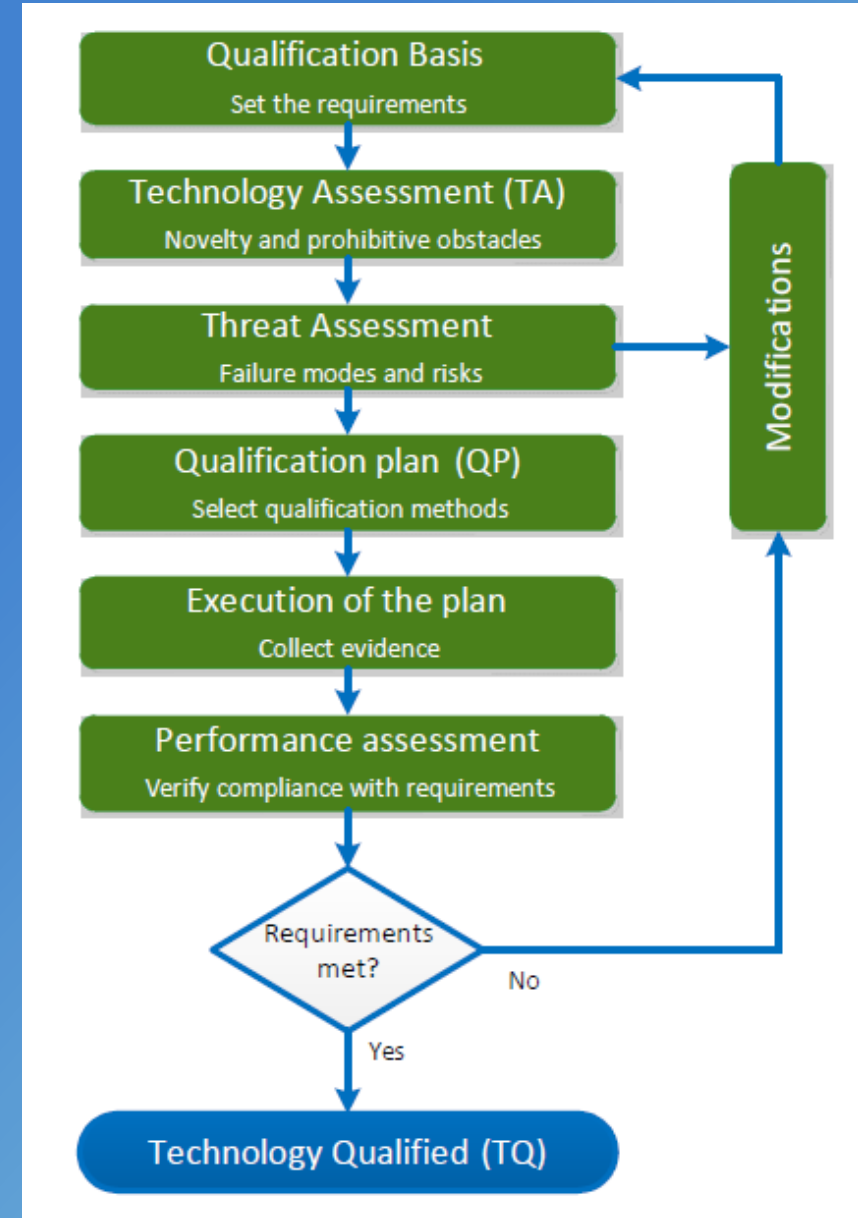 Qualification Basis
Set the requirements
Technology Assessment (TA)
Novelty and prohibitive obstacles
Threat Assessment
Failure modes and risks
Modifications
Qualification plan (QP)
Select qualification methods
Execution of the plan
Collect evidence
Performance assessment
Verify compliance with requirements
Requirements
met?
No
Yes
Technology Qualified (TQ)